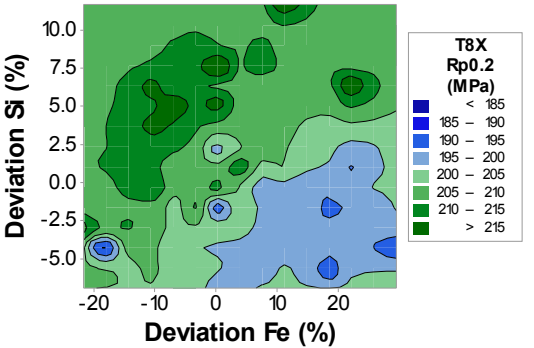 10.0
7.5
5.0
2.5
0.0
-2.5
-5.0
Deviation Si (%)
-20 -10 0 10 20
Deviation Fe (%)
T8X
Rp0.2
(MPa)
< 185
185 – 190
190 – 195
195 – 200
200 – 205
205 – 210
210 – 215
> 215